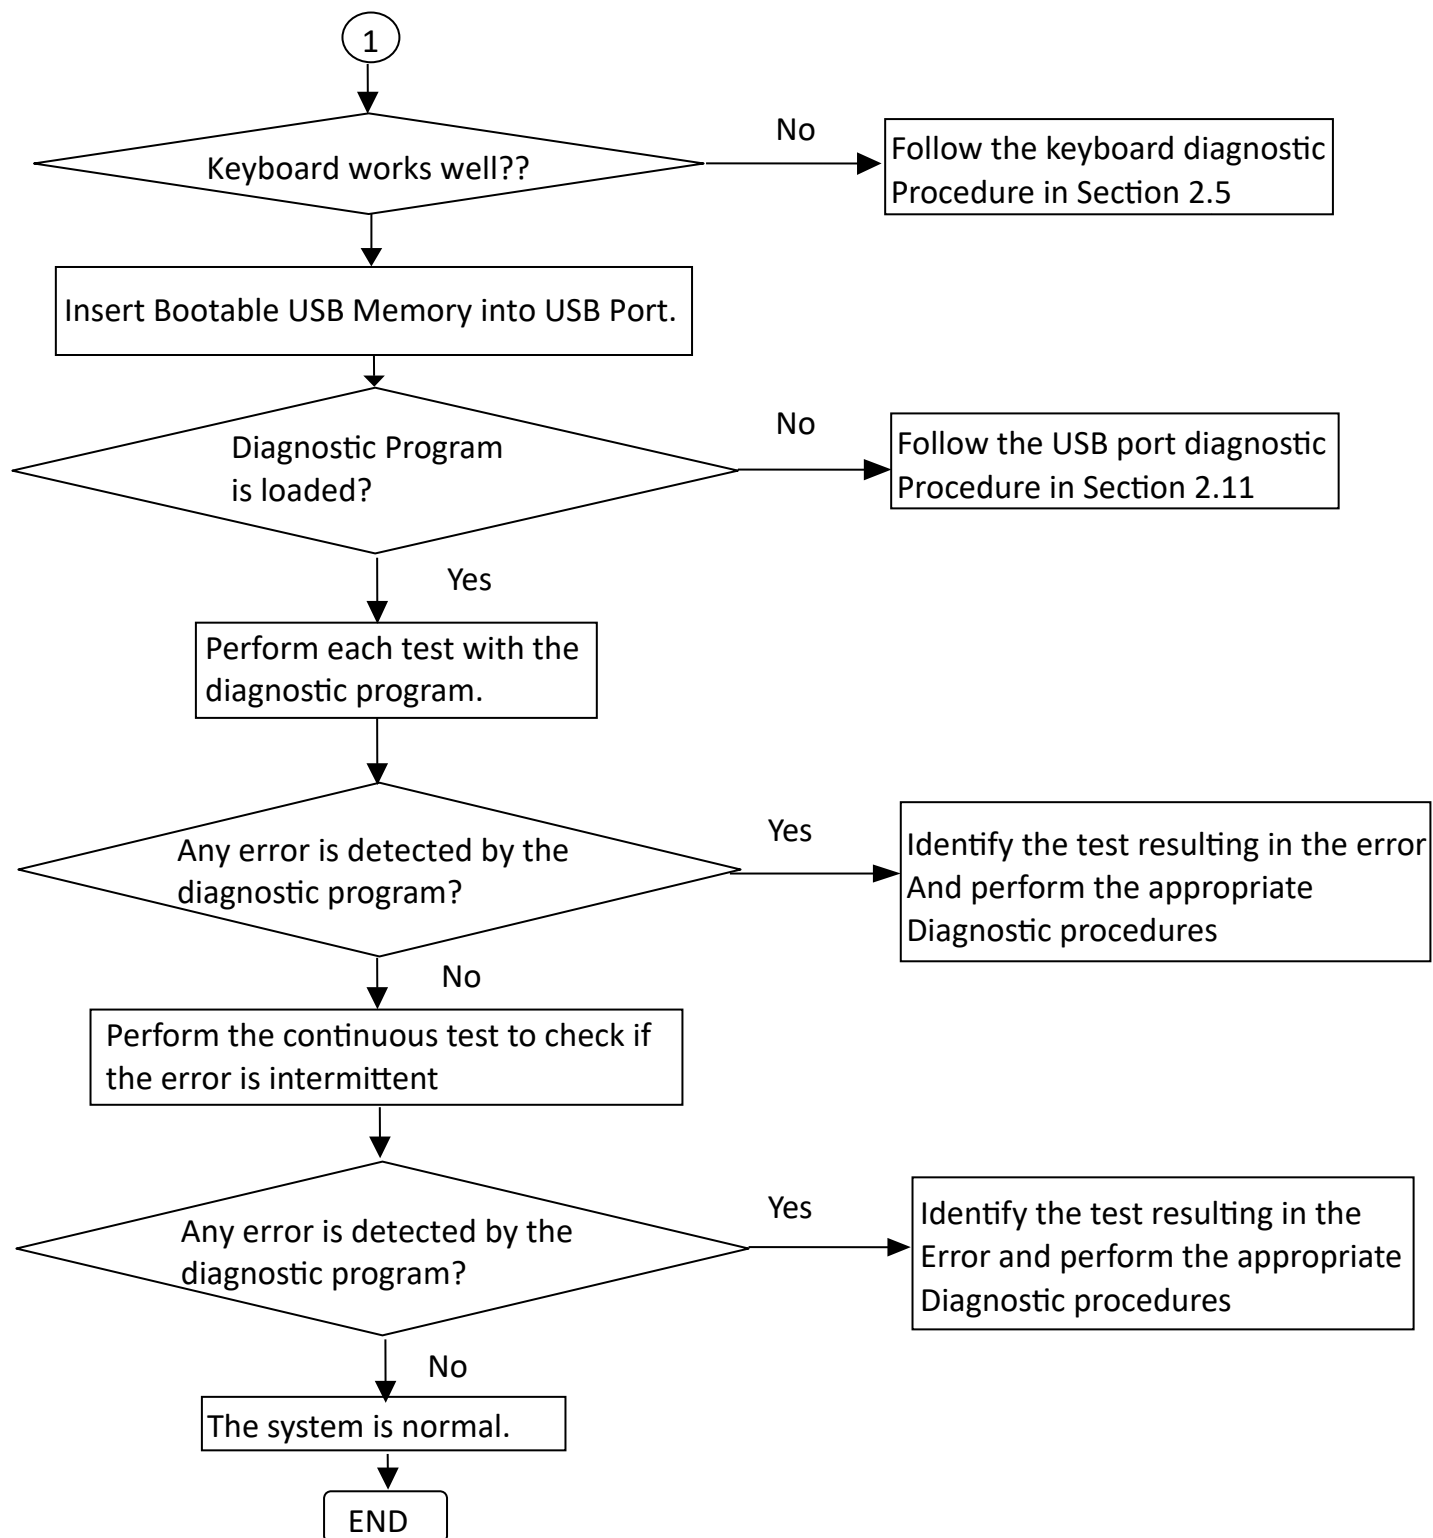 1
Keyboard works well??
No
Follow the keyboard diagnostic
Procedure in Section 2.5
Insert Bootable USB Memory into USB Port.
Diagnostic Program
is loaded?
No
Follow the USB port diagnostic
Procedure in Section 2.11
Yes
Perform each test with the
diagnostic program.
Any error is detected by the
diagnostic program?
Yes
Identify the test resulting in the error
And perform the appropriate
Diagnostic procedures
No
Perform the continuous test to check if
the error is intermittent
Any error is detected by the
diagnostic program?
Yes
Identify the test resulting in the
Error and perform the appropriate
Diagnostic procedures
No
The system is normal.
END